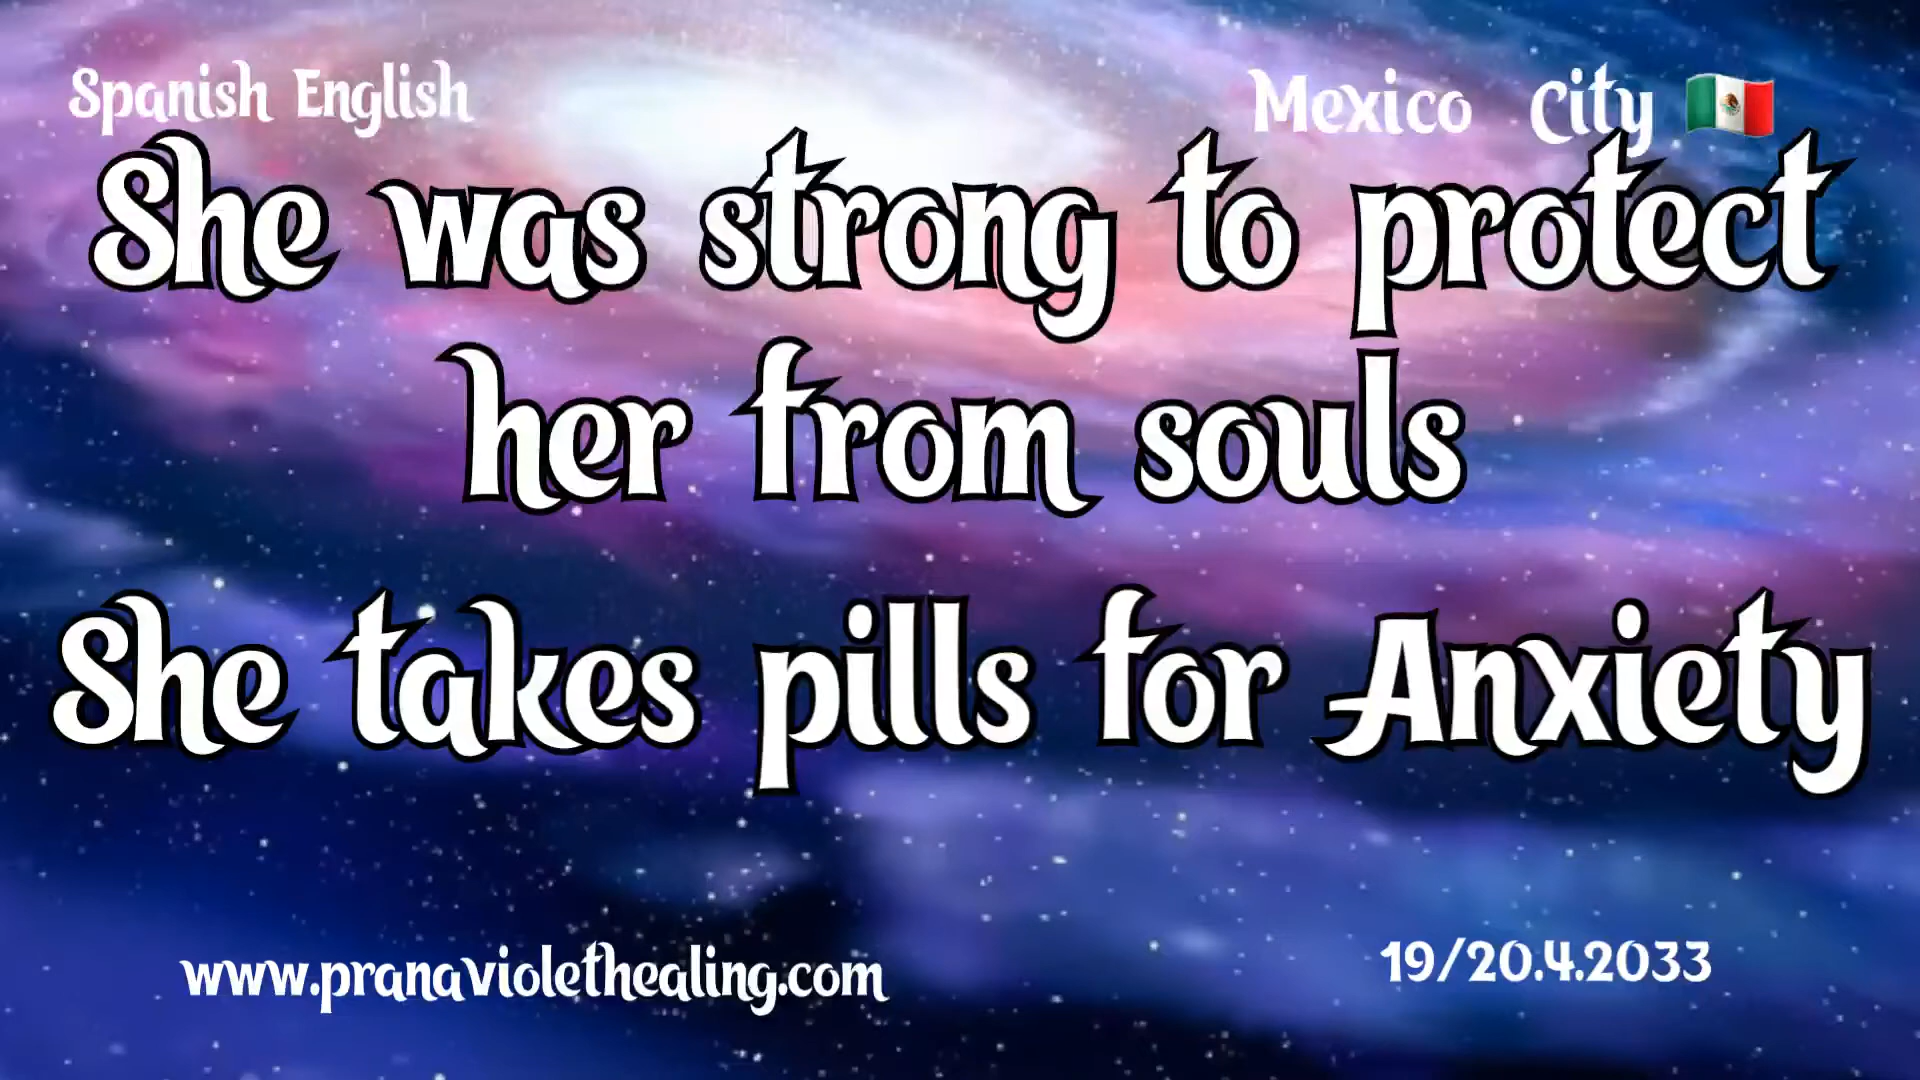 Spanish English
Mexico City
She was strong to protect
her from souls
She takes pills for Anxiety
www.pranaviolethealing.com
19/20.4.2033